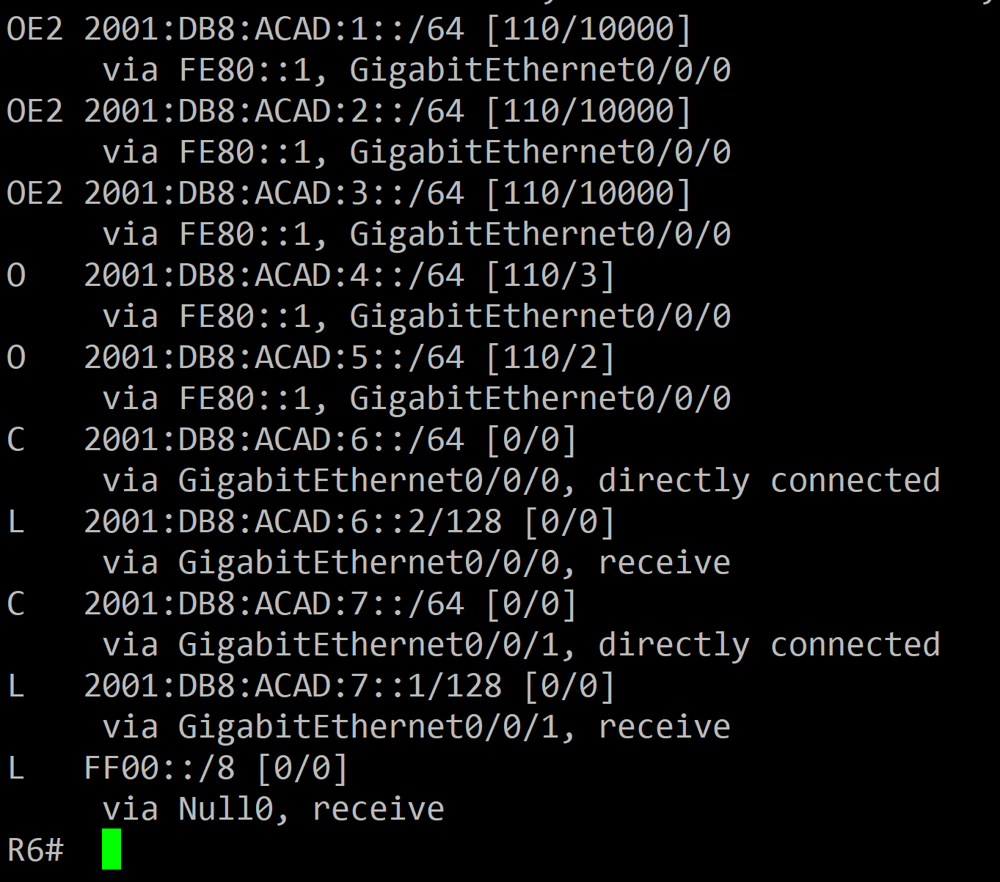 OE2 2001:DB8:ACAD:1::/64 [110/10000]
     via FE80::1, GigabitEthernet0/0/0
OE2 2001:DB8:ACAD:2::/64 [110/10000]
     via FE80::1, GigabitEthernet0/0/0
OE2 2001:DB8:ACAD:3::/64 [110/10000]
     via FE80::1, GigabitEthernet0/0/0
O   2001:DB8:ACAD:4::/64 [110/3]
     via FE80::1, GigabitEthernet0/0/0
O   2001:DB8:ACAD:5::/64 [110/2]
     via FE80::1, GigabitEthernet0/0/0
C   2001:DB8:ACAD:6::/64 [0/0]
     via GigabitEthernet0/0/0, directly connected
L   2001:DB8:ACAD:6::2/128 [0/0]
     via GigabitEthernet0/0/0, receive
C   2001:DB8:ACAD:7::/64 [0/0]
     via GigabitEthernet0/0/1, directly connected
L   2001:DB8:ACAD:7::1/128 [0/0]
     via GigabitEthernet0/0/1, receive
L   FF00::/8 [0/0]
     via Null0, receive
R6#